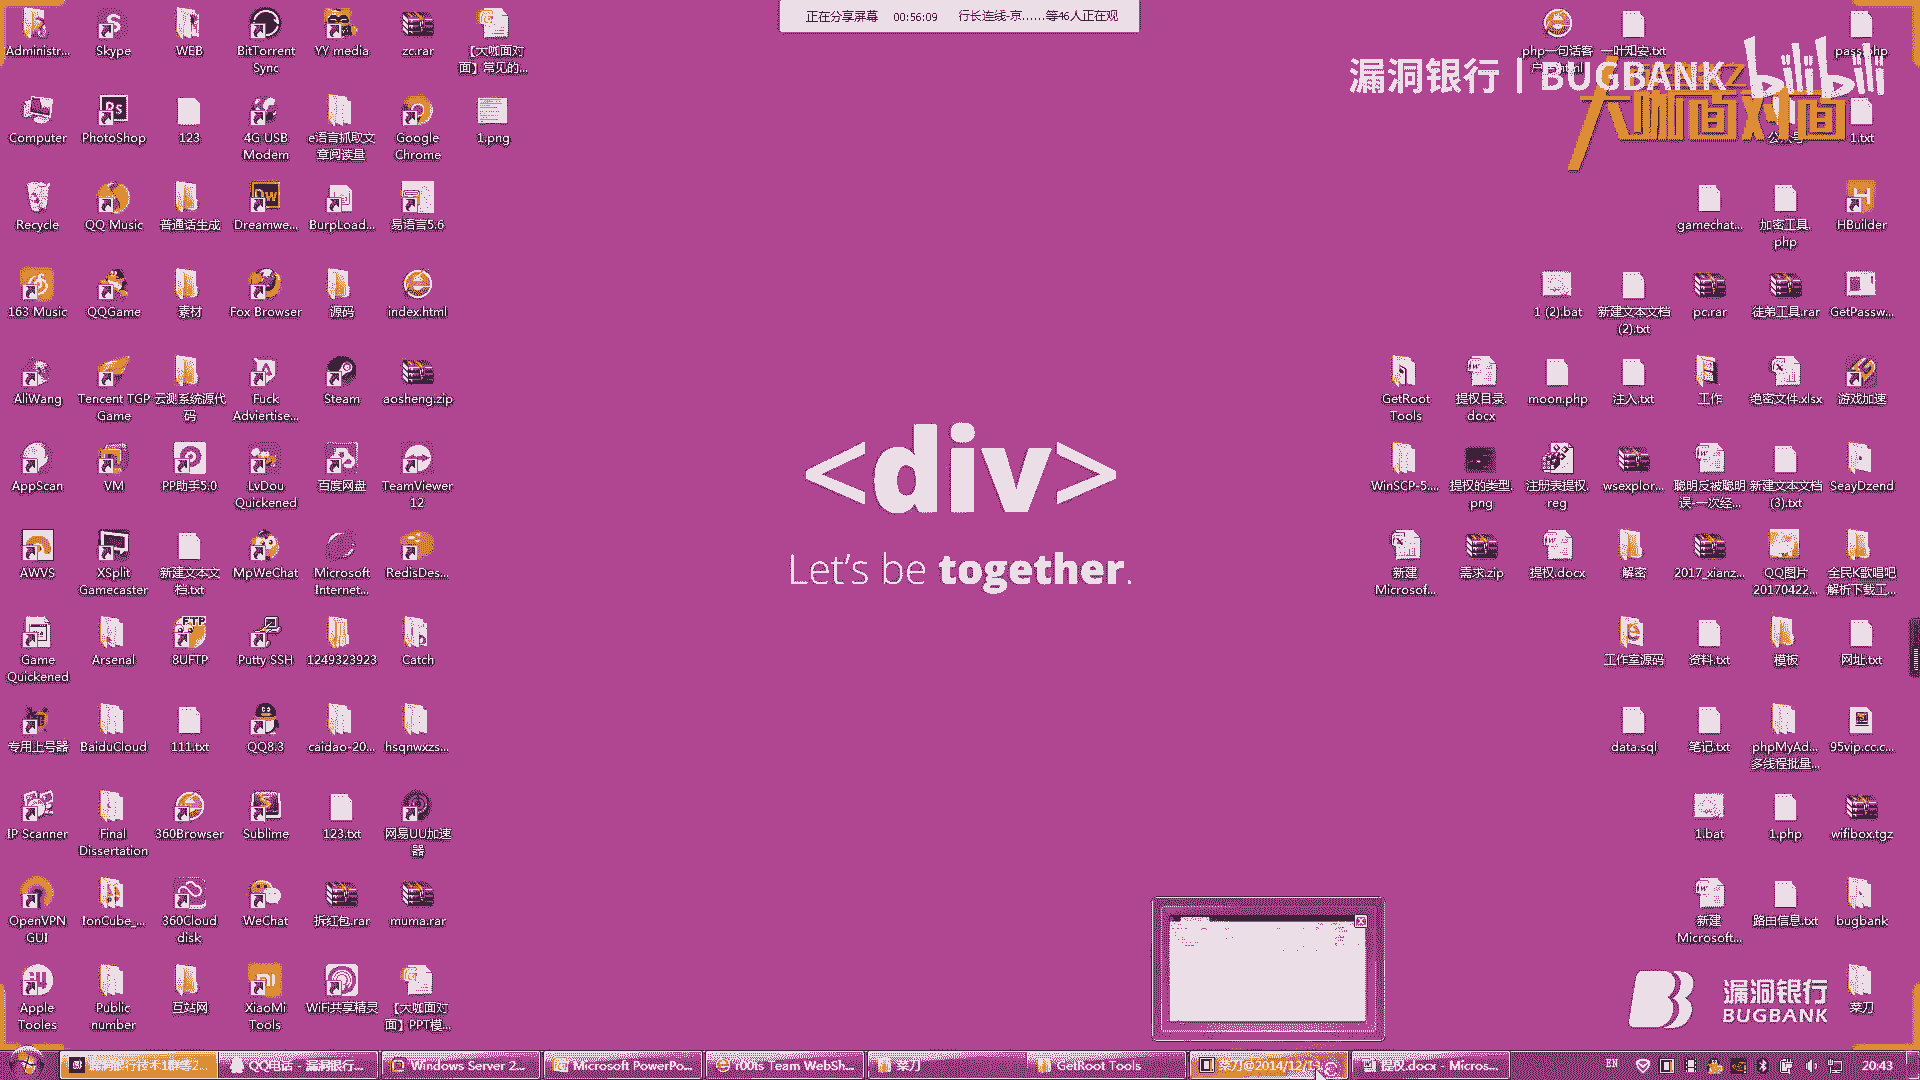 正在分享屏幕 00:56:09 行长连线-京......等46人正在观
Administr...
Skype
WEB
BitTorrent
Sync
YY media
zc.rar
【大咖面对
面】常见的...
php一句话客
一叶知安.txt
pass.php
漏洞银行 | BUGBANK
bilibili
大咖面对面
Computer
PhotoShop
123
4G USB
Modem
e语言抓取文
章阅读量
Google
Chrome
1.png
1.txt
Recycle
QQ Music
普通话生成
Dreamwe...
BurpLoad...
易语言5.6
gamechat...
加密工具.
php
HBuilder
163 Music
QQGame
素材
Fox Browser
源码
index.html
1 (2).bat
新建文本文档
(2).txt
pc.rar
徒弟工具.rar
GetPassw...
AliWang
Tencent TGP
Game
云测系统源代
码
Fuck
Adviertise...
Steam
aosheng.zip
GetRoot
Tools
提权目录.
docx
moon.php
注入.txt
工作
绝密文件.xlsx
游戏加速
<div>
Let's be together.
AppScan
VM
PP助手5.0
LvDou
Quickened
百度网盘
TeamViewer
12
WinSCP-5....
提权的类型.
png
注册表提权.
reg
wsexplor...
聪明反被聪明
误-一次经...
新建文本文档
(3).txt
SeayDzend
AWVS
XSplit
Gamecaster
新建文本文
档.txt
MpWeChat
Microsoft
Internet...
RedisDes...
新建
Microsof...
需求.zip
提权.docx
解密
2017_xianz...
QQ图片
20170422...
全民K歌唱吧
解析下载工...
Game
Quickened
Arsenal
8UFTP
Putty SSH
1249323923
Catch
工作室源码
资料.txt
模板
网址.txt
专用上号器
BaiduCloud
111.txt
QQ8.3
caidao-20...
hsqnwxzs...
data.sql
笔记.txt
phpMyAd...
多线程批量...
95vip.cc.c...
IP Scanner
Final
Dissertation
360Browser
Sublime
123.txt
网易UU加速
器
1.bat
1.php
wifibox.tgz
OpenVPN
GUI
IonCube_...
360Cloud
disk
WeChat
拆红包.rar
muma.rar
新建
Microsoft...
路由信息.txt
bugbank
Apple
Tooles
Public
number
互站网
XiaoMi
Tools
WiFi共享精灵
【大咖面对
面】PPT模...
漏洞银行
BUGBANK
菜刀
漏洞银行技术1群等2...
QQ电话 - 漏洞银行...
Windows Server 2...
Microsoft PowerPo...
r00ts Team WebSh...
菜刀
GetRoot Tools
菜刀@2014/12/1
提权.docx - Micros...
EN
20:43